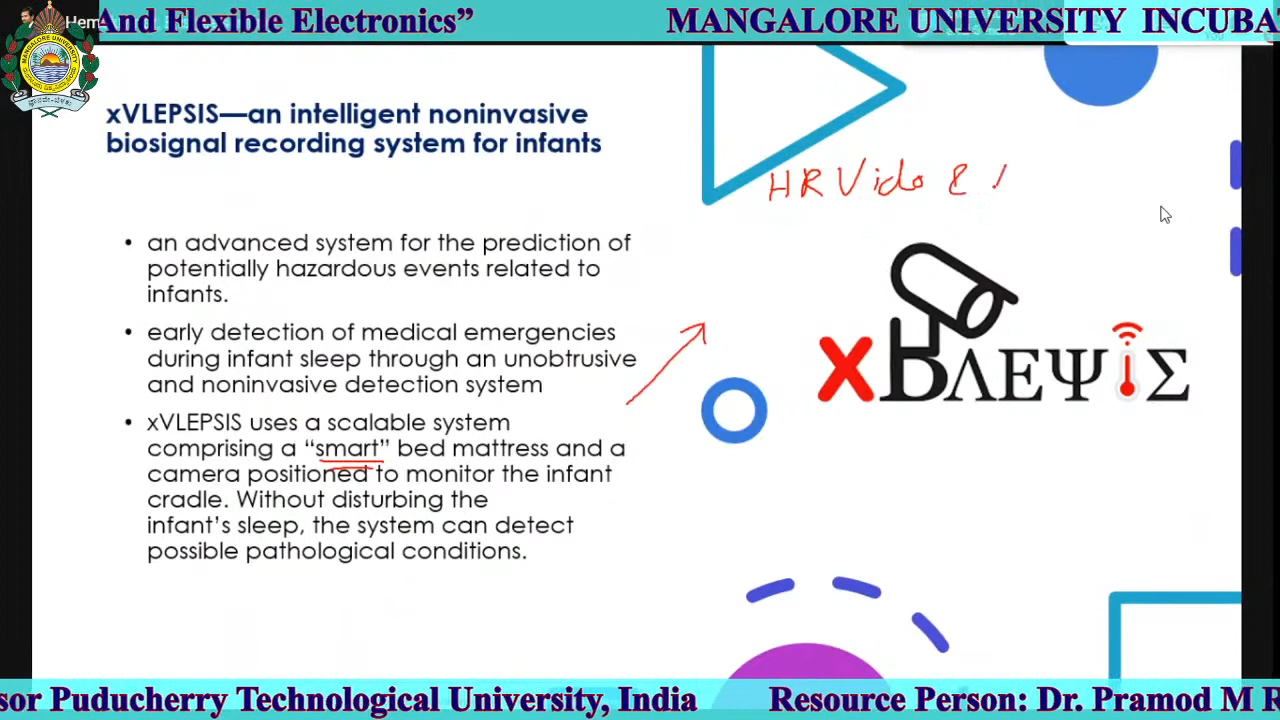 And Flexible Electronics”
MANGALORE UNIVERSITY INCUBA
Hem
MANGALORE UNIVERSITY
xVLEPSIS—an intelligent noninvasive
biosignal recording system for infants
HR Vido &
• an advanced system for the prediction of
potentially hazardous events related to
infants.
• early detection of medical emergencies
during infant sleep through an unobtrusive
and noninvasive detection system
• xVLEPSIS uses a scalable system
comprising a “smart” bed mattress and a
camera positioned to monitor the infant
cradle. Without disturbing the
infant’s sleep, the system can detect
possible pathological conditions.
xBΛΕΨiΣ
sor Puducherry Technological University, India
Resource Person: Dr. Pramod M R